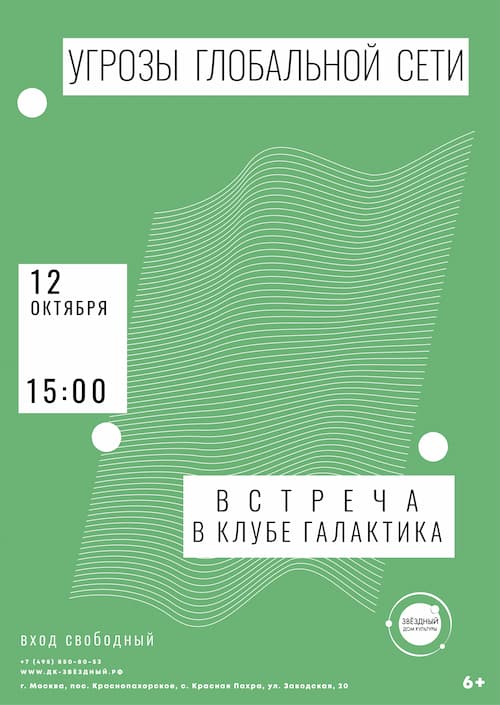 УГРОЗЫ ГЛОБАЛЬНОЙ СЕТИ
12
ОКТЯБРЯ
15:00
ВСТРЕЧА
В КЛУБЕ ГАЛАКТИКА
ЗВЁЗДНЫЙ
ДОМ КУЛЬТУРЫ
ВХОД СВОБОДНЫЙ
+7 (495) 850-80-53
WWW.ДК-ЗВЕЗДНЫЙ.РФ
г. Москва, пос. Краснопахорское, с. Красная Пахра, ул. Заводская, 20
6+